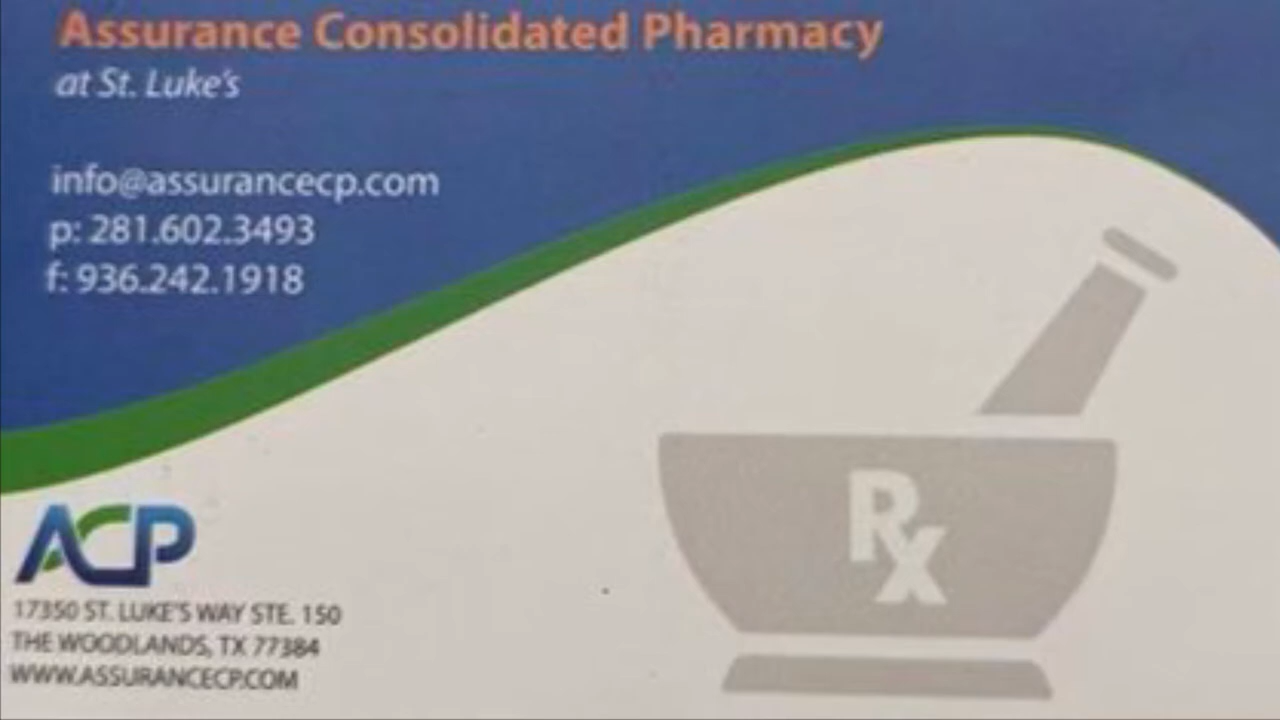 Assurance Consolidated Pharmacy
at St. Luke's
info@assurancecp.com
p: 281.602.3493
f: 936.242.1918
Rx
ACP
17350 ST. LUKE'S WAY STE. 150
THE WOODLANDS, TX 77384
WWW.ASSURANCECP.COM